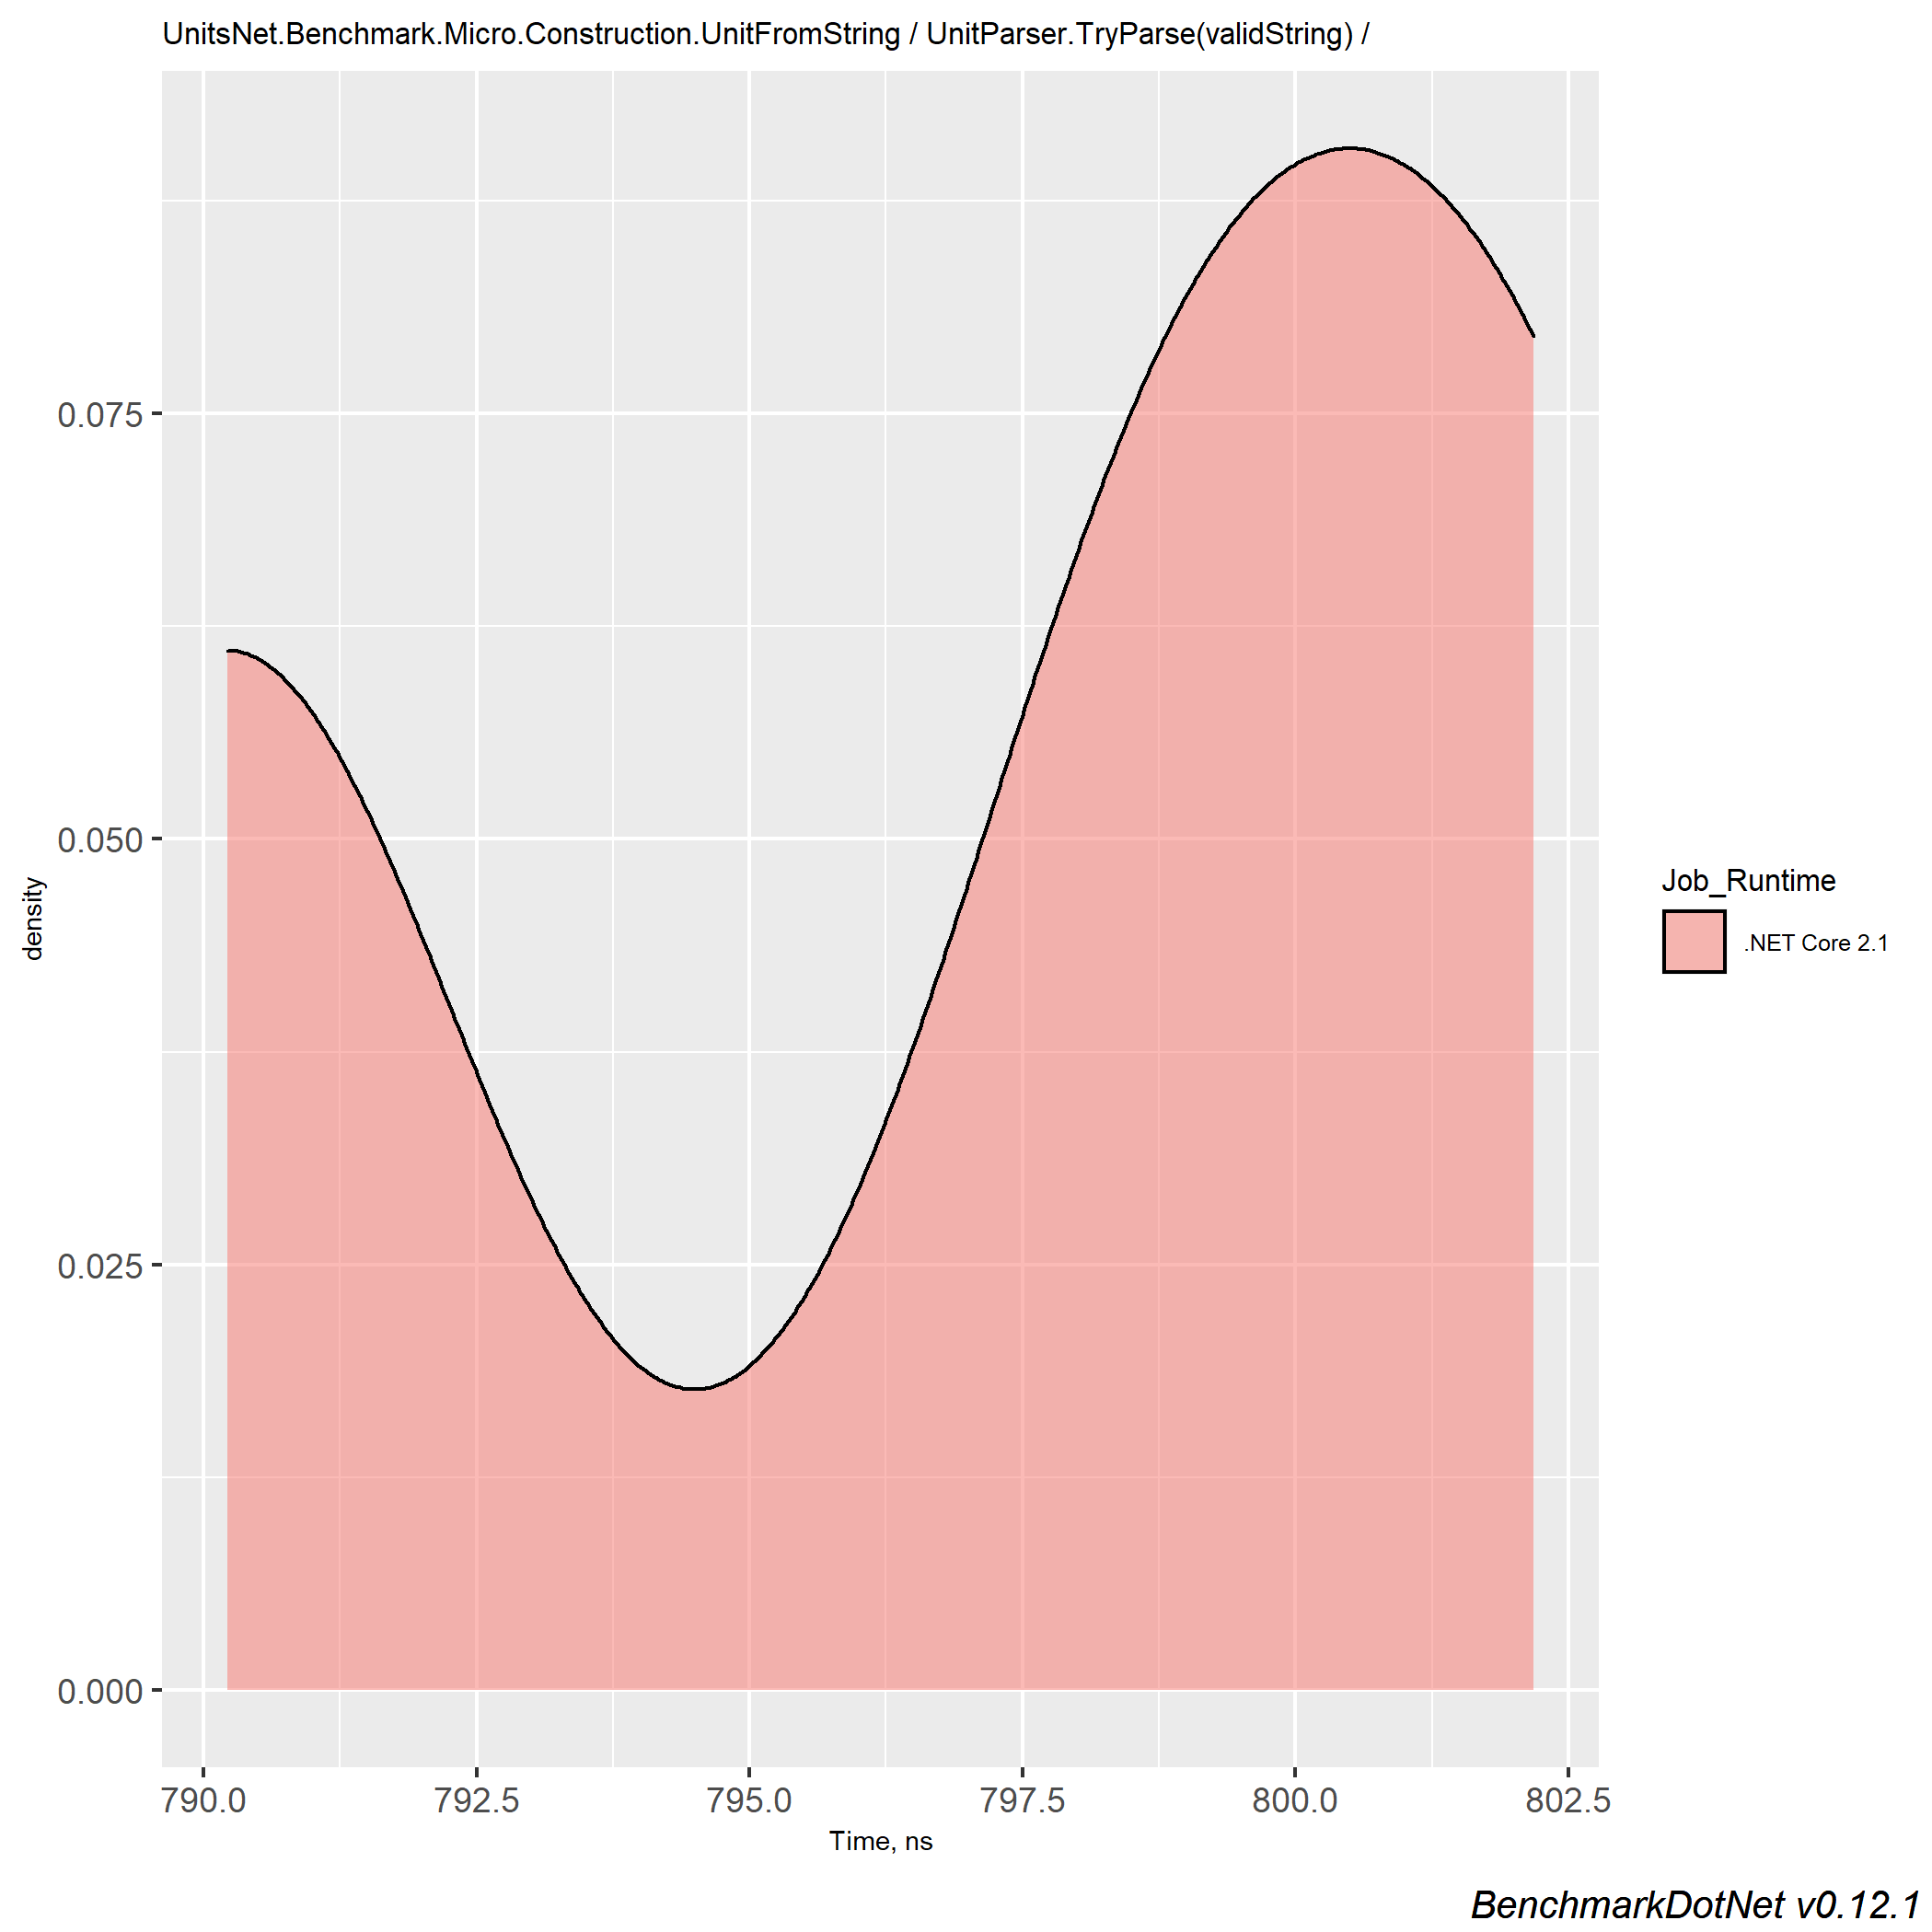 UnitsNet.Benchmark.Micro.Construction.UnitFromString / UnitParser.TryParse(validString) /
0.075
0.050
0.025
0.000
density
790.0 792.5 795.0 797.5 800.0 802.5
Time, ns
Job_Runtime
.NET Core 2.1
BenchmarkDotNet v0.12.1